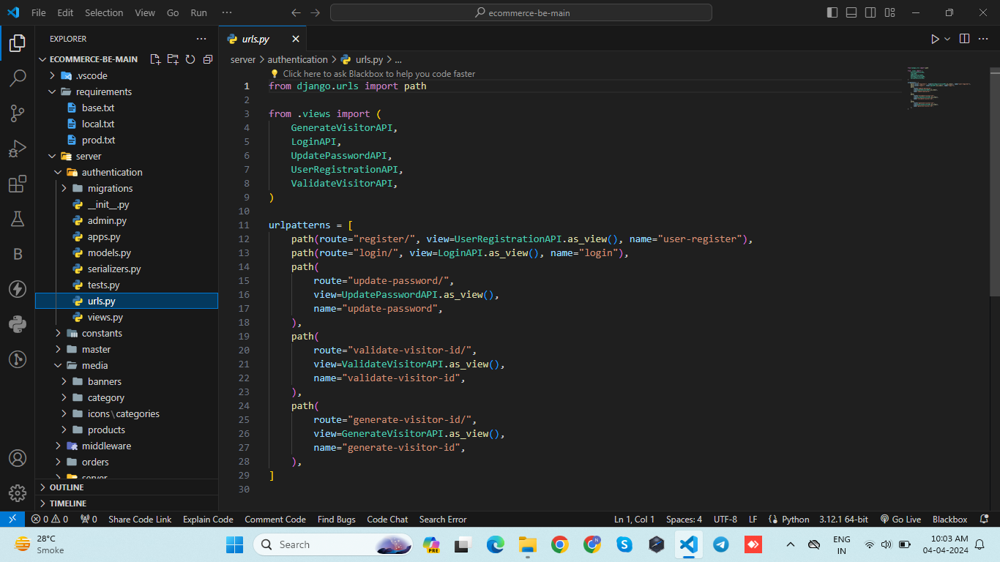 File Edit Selection View Go Run ··· ecommerce-be-main
EXPLORER ···
ECOMMERCE-BE-MAIN
.vscode
requirements
base.txt
local.txt
prod.txt
server
authentication
migrations
__init__.py
admin.py
apps.py
models.py
serializers.py
tests.py
urls.py
views.py
constants
master
media
banners
category
icons\categories
products
middleware
orders
server
OUTLINE
TIMELINE
urls.py
server > authentication > urls.py > ...
Click here to ask Blackbox to help you code faster
1 from django.urls import path
2
3 from .views import (
4     GenerateVisitorAPI,
5     LoginAPI,
6     UpdatePasswordAPI,
7     UserRegistrationAPI,
8     ValidateVisitorAPI,
9 )
10
11 urlpatterns = [
12     path(route="register/", view=UserRegistrationAPI.as_view(), name="user-register"),
13     path(route="login/", view=LoginAPI.as_view(), name="login"),
14     path(
15         route="update-password/",
16         view=UpdatePasswordAPI.as_view(),
17         name="update-password",
18     ),
19     path(
20         route="validate-visitor-id/",
21         view=ValidateVisitorAPI.as_view(),
22         name="validate-visitor-id",
23     ),
24     path(
25         route="generate-visitor-id/",
26         view=GenerateVisitorAPI.as_view(),
27         name="generate-visitor-id",
28     ),
29 ]
30
0 0 0 Share Code Link Explain Code Comment Code Find Bugs Code Chat Search Error Ln 1, Col 1 Spaces: 4 UTF-8 LF Python 3.12.1 64-bit Go Live Blackbox
28°C
Smoke
Search
PRE
ENG
IN
10:03 AM
04-04-2024